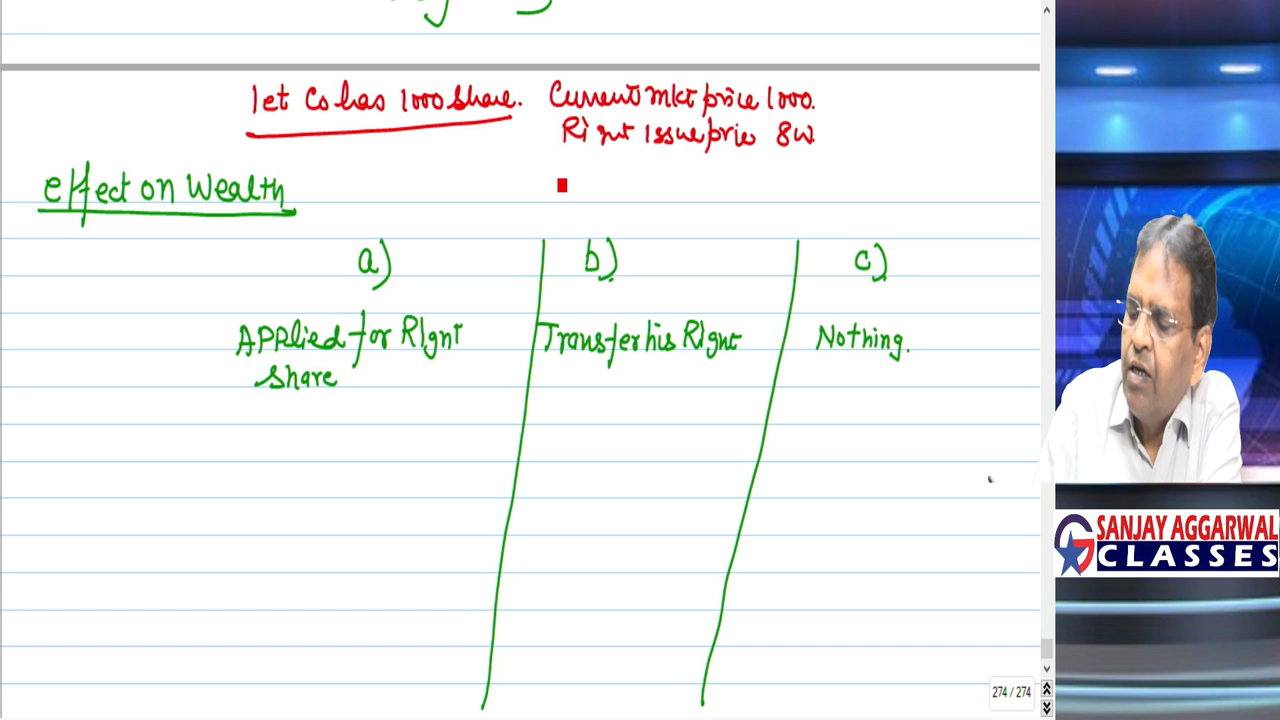 let Co has 1000 Share. Current mkt price 1000.
Right Issue price 800
Effect on Wealth
a) b) c)
Applied for Right Transfer his Right Nothing.
Share
274 / 274
SANJAY AGGARWAL
CLASSES